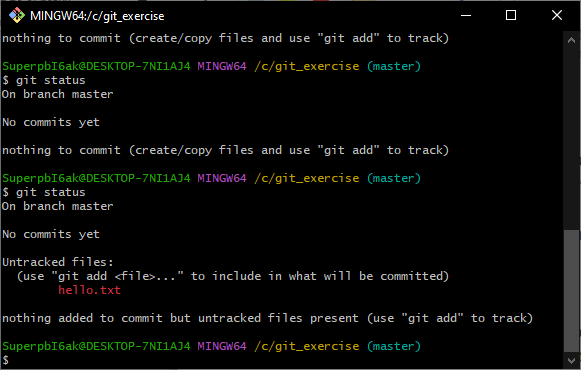 MINGW64:/c/git_exercise
nothing to commit (create/copy files and use "git add" to track)
SuperpbI6ak@DESKTOP-7NI1AJ4 MINGW64 /c/git_exercise (master)
$ git status
On branch master
No commits yet
nothing to commit (create/copy files and use "git add" to track)
SuperpbI6ak@DESKTOP-7NI1AJ4 MINGW64 /c/git_exercise (master)
$ git status
On branch master
No commits yet
Untracked files:
(use "git add <file>..." to include in what will be committed)
hello.txt
nothing added to commit but untracked files present (use "git add" to track)
SuperpbI6ak@DESKTOP-7NI1AJ4 MINGW64 /c/git_exercise (master)
$